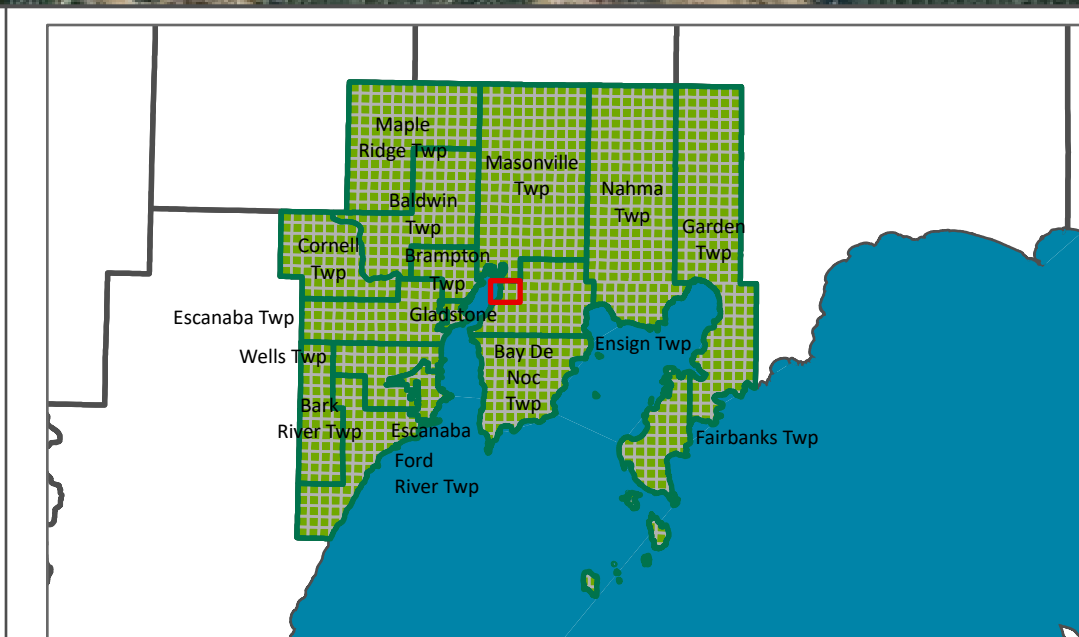 Maple
Ridge Twp
Masonville
Twp
Nahma
Twp
Baldwin
Twp
Garden
Twp
Cornell
Twp
Brampton
Twp
Gladstone
Escanaba Twp
Ensign Twp
Wells Twp
Bay De
Noc
Twp
Bark
River Twp
Escanaba
Fairbanks Twp
Ford
River Twp